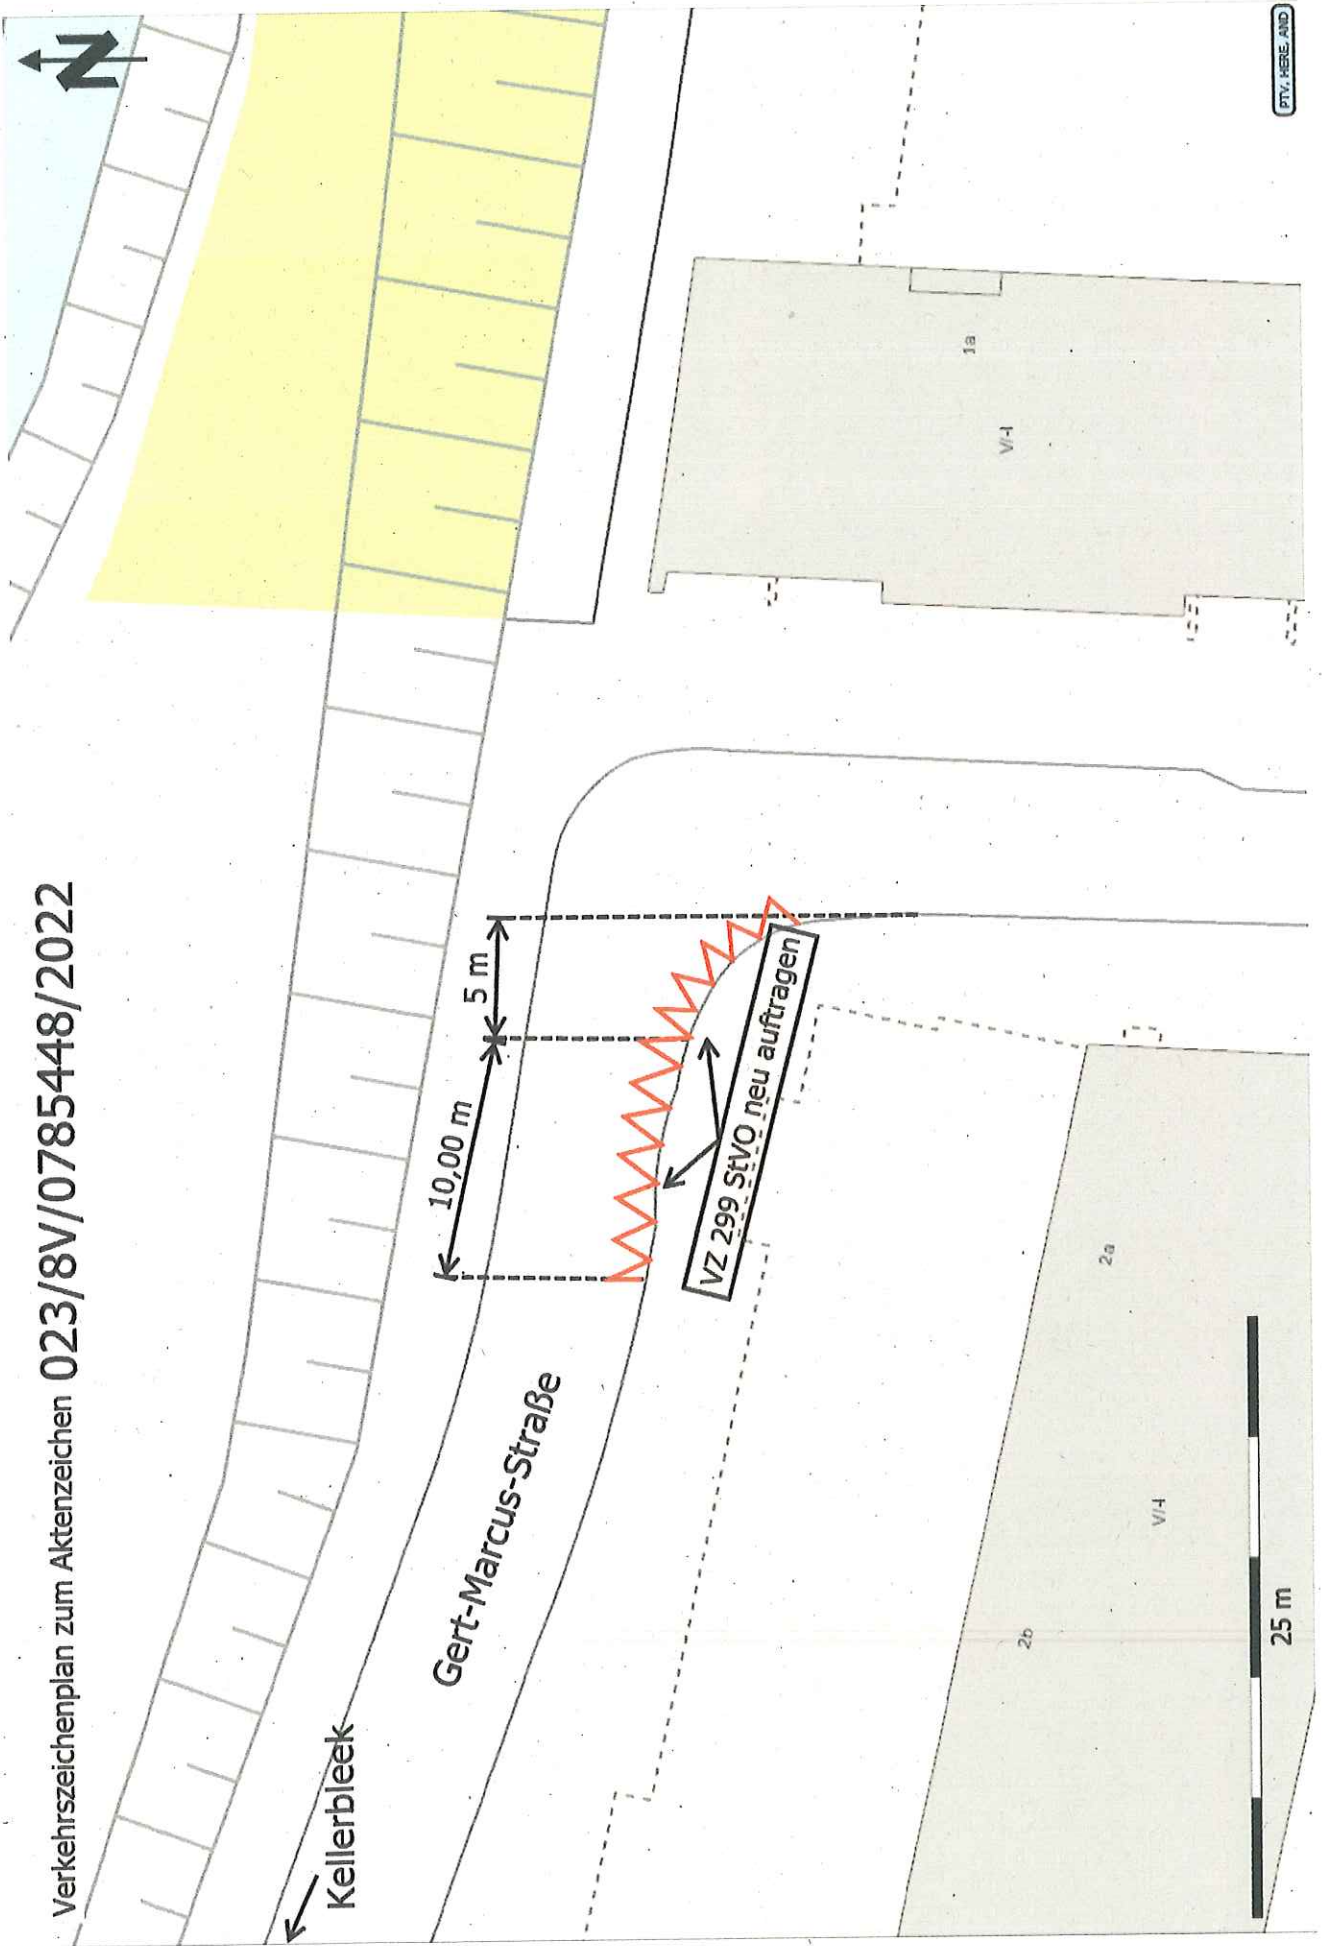 Verkehrszeichenplan zum Aktenzeichen 023/8V/0785448/2022
N
Kellerbleek
Gert-Marcus-Straße
10,00 m
5 m
VZ 299 StVO neu auftragen
2b
2a
V/-I
1a
V/-I
25 m
PTV, HERE, AND